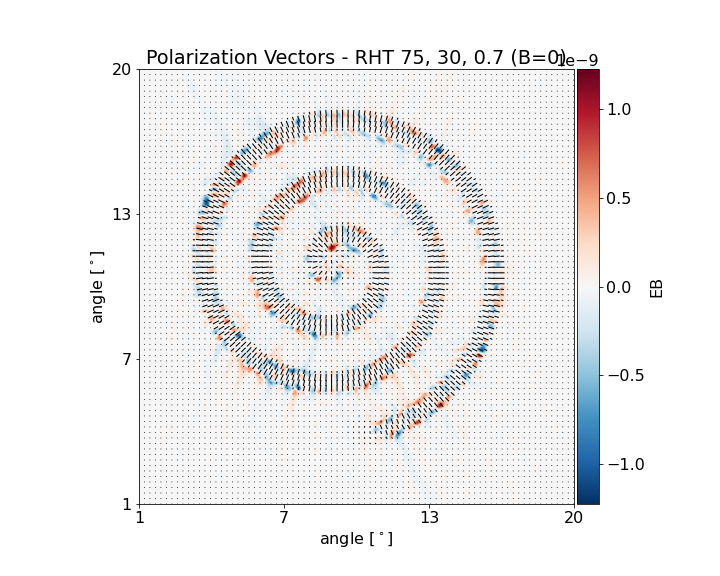 Polarization Vectors - RHT 75, 30, 0.7 (B=0)
1e−9
20
13
7
1
angle [°]
1
7
13
20
angle [°]
1.0
0.5
0.0
−0.5
−1.0
EB